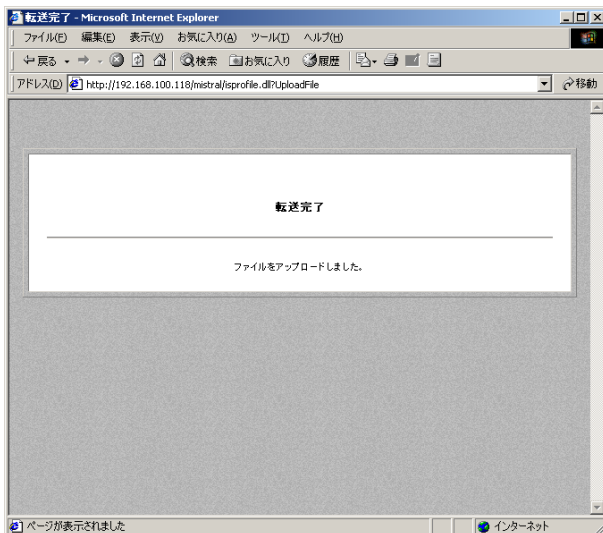 転送完了 - Microsoft Internet Explorer
ファイル(F) 編集(E) 表示(V) お気に入り(A) ツール(T) ヘルプ(H)
戻る 検索 お気に入り 履歴
アドレス(D) http://192.168.100.118/mistral/isprofile.dll?UploadFile 移動
転送完了
ファイルをアップロードしました。
ページが表示されました インターネット